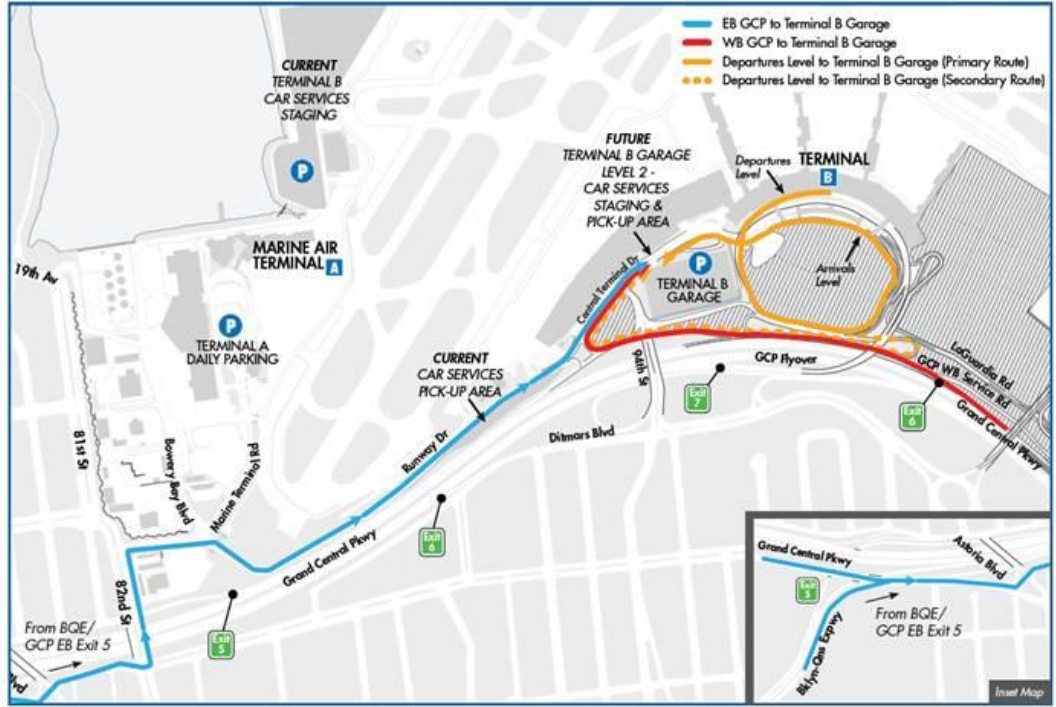 EB GCP to Terminal B Garage
WB GCP to Terminal B Garage
Departures Level to Terminal B Garage (Primary Route)
Departures Level to Terminal B Garage (Secondary Route)
CURRENT
TERMINAL B
CAR SERVICES
STAGING
P
FUTURE
TERMINAL B GARAGE
LEVEL 2 -
CAR SERVICES
STAGING &
PICK-UP AREA
Departures
Level
TERMINAL
B
MARINE AIR
TERMINAL A
19th Av
Central Terminal Dr
P
TERMINAL B
GARAGE
Arrivals
Level
P
TERMINAL A
DAILY PARKING
CURRENT
CAR SERVICES
PICK-UP AREA
94th St
GCP Flyover
LaGuardia Rd
GCP WB Service Rd
Exit
7
Exit
6
Grand Central Pkwy
81st St
Bowery Bay Blvd
Marine Terminal Rd
Runway Dr
Ditmars Blvd
Exit
6
Grand Central Pkwy
82nd St
Exit
5
From BQE/
GCP EB Exit 5
lvd
Grand Central Pkwy
Astoria Blvd
Exit
5
From BQE/
GCP EB Exit 5
Bklyn-Qns Expwy
Inset Map